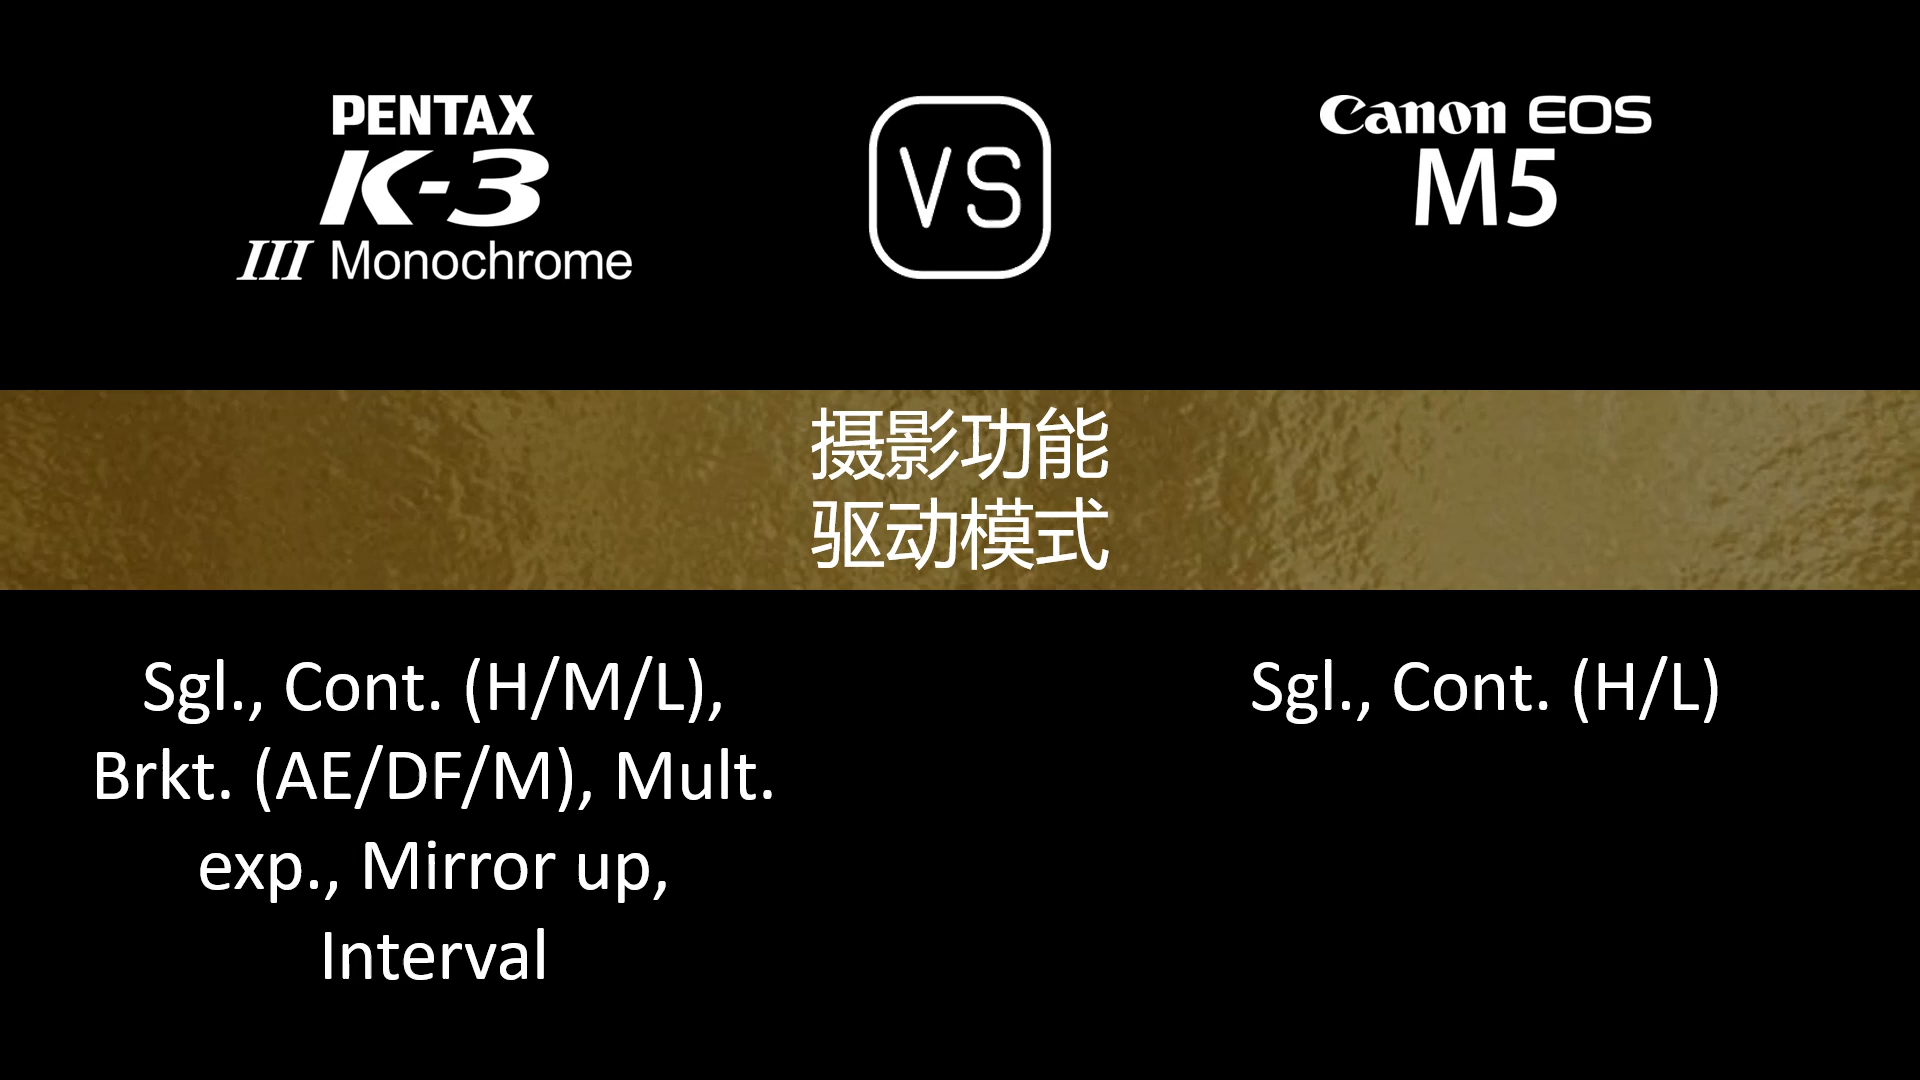 PENTAX
K-3
III Monochrome
VS
Canon EOS
M5
摄影功能
驱动模式
Sgl., Cont. (H/M/L),
Brkt. (AE/DF/M), Mult.
exp., Mirror up,
Interval
Sgl., Cont. (H/L)